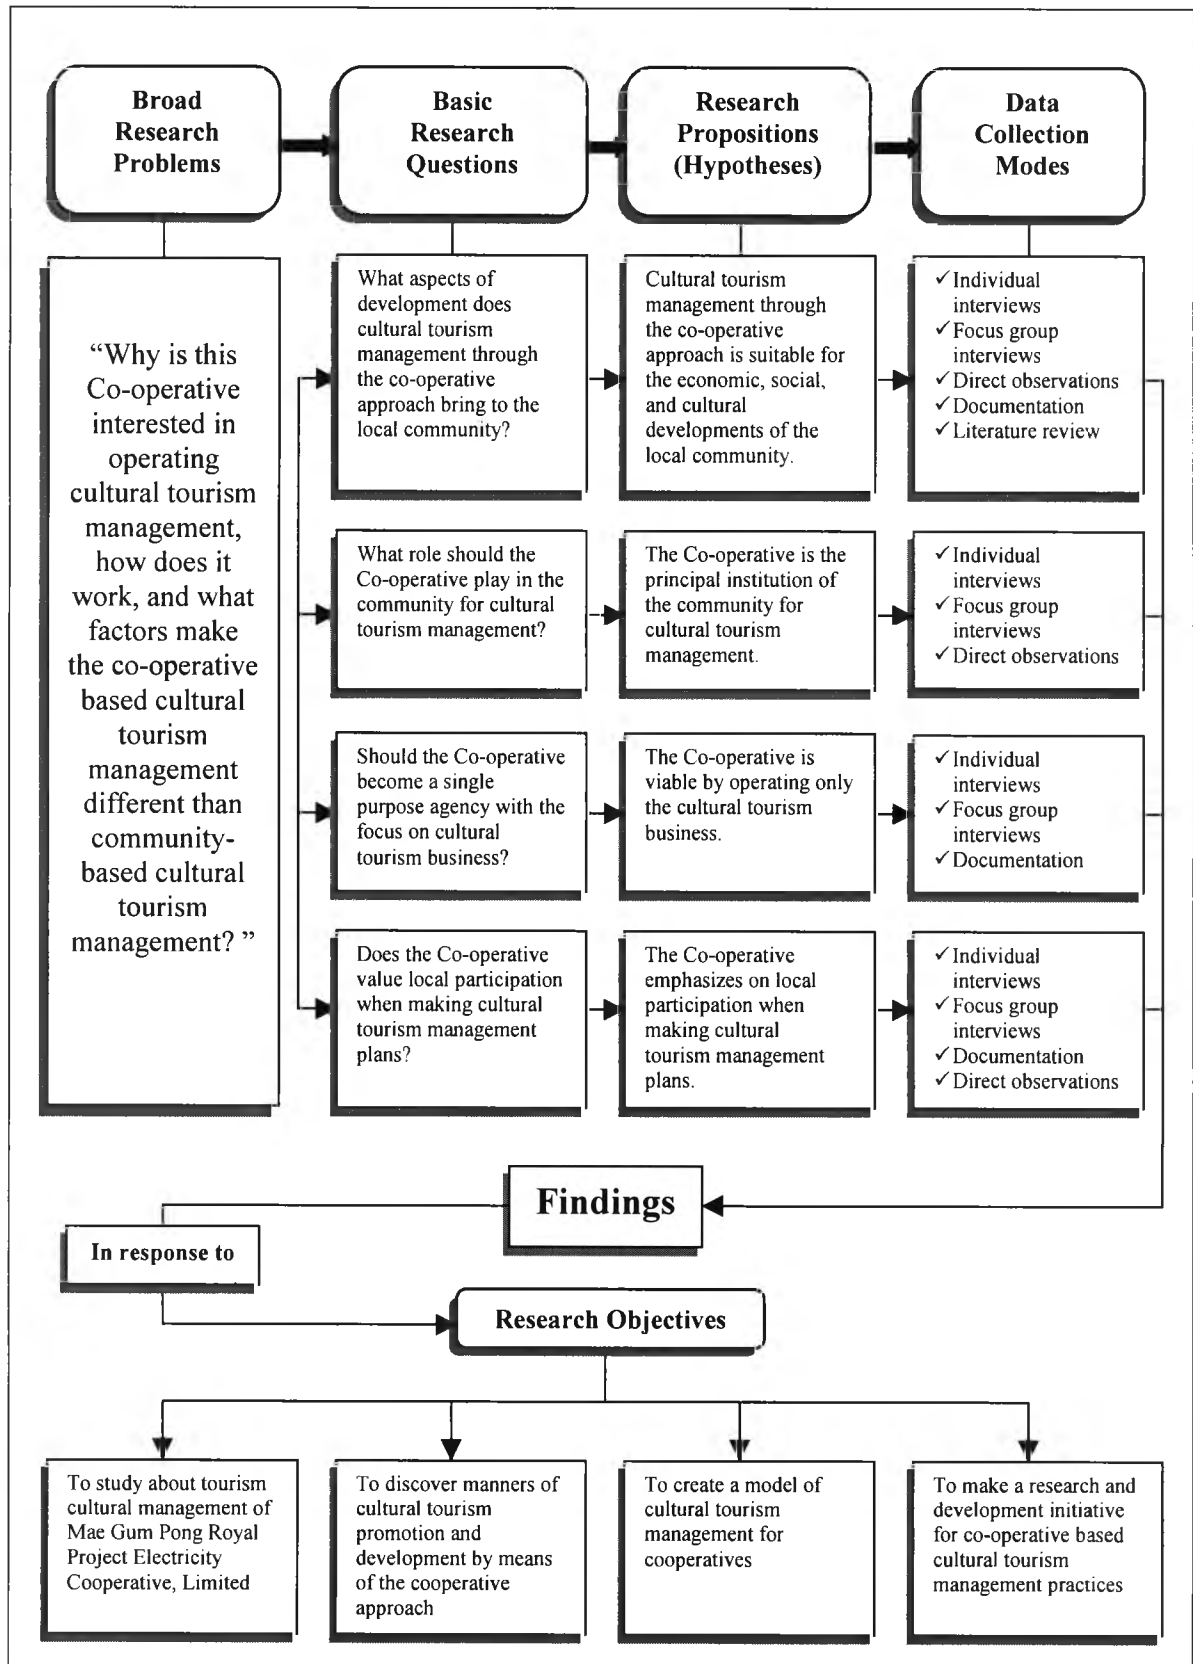 Broad
Research
Problems
Basic
Research
Questions
Research
Propositions
(Hypotheses)
Data
Collection
Modes
“Why is this
Co-operative
interested in
operating
cultural tourism
management,
how does it
work, and what
factors make
the co-operative
based cultural
tourism
management
different than
community-
based cultural
tourism
management? ”
What aspects of
development does
cultural tourism
management through
the co-operative
approach bring to the
local community?
Cultural tourism
management through
the co-operative
approach is suitable for
the economic, social,
and cultural
developments of the
local community.
✓ Individual
interviews
✓ Focus group
interviews
✓ Direct observations
✓ Documentation
✓ Literature review
What role should the
Co-operative play in the
community for cultural
tourism management?
The Co-operative is the
principal institution of
the community for
cultural tourism
management.
✓ Individual
interviews
✓ Focus group
interviews
✓ Direct observations
Should the Co-operative
become a single
purpose agency with the
focus on cultural
tourism business?
The Co-operative is
viable by operating only
the cultural tourism
business.
✓ Individual
interviews
✓ Focus group
interviews
✓ Documentation
Does the Co-operative
value local participation
when making cultural
tourism management
plans?
The Co-operative
emphasizes on local
participation when
making cultural
tourism management
plans.
✓ Individual
interviews
✓ Focus group
interviews
✓ Documentation
✓ Direct observations
Findings
In response to
Research Objectives
To study about tourism
cultural management of
Mae Gum Pong Royal
Project Electricity
Cooperative, Limited
To discover manners of
cultural tourism
promotion and
development by means
of the cooperative
approach
To create a model of
cultural tourism
management for
cooperatives
To make a research and
development initiative
for co-operative based
cultural tourism
management practices